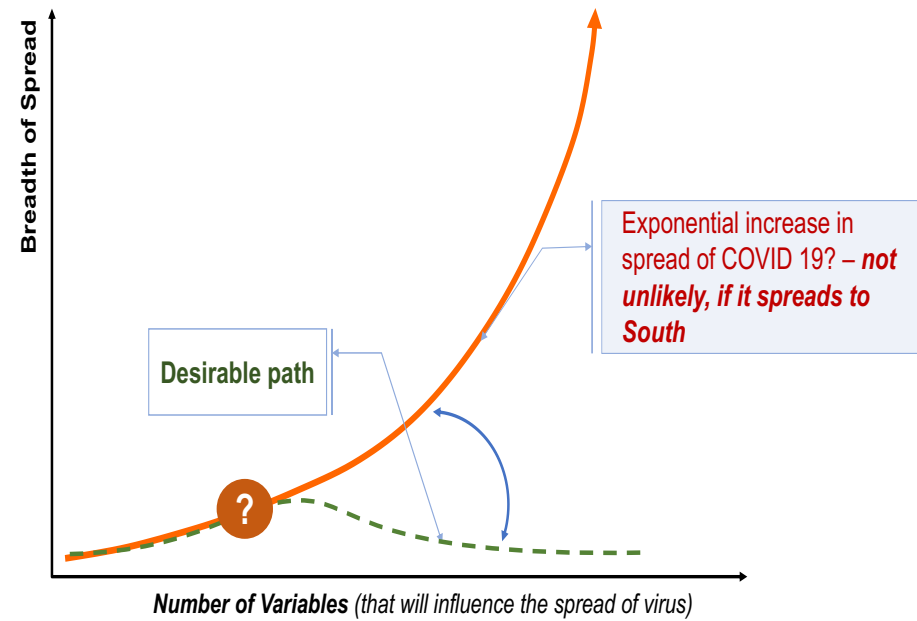 Breadth of Spread
Exponential increase in
spread of COVID 19? – not
unlikely, if it spreads to
South
Desirable path
?
Number of Variables (that will influence the spread of virus)